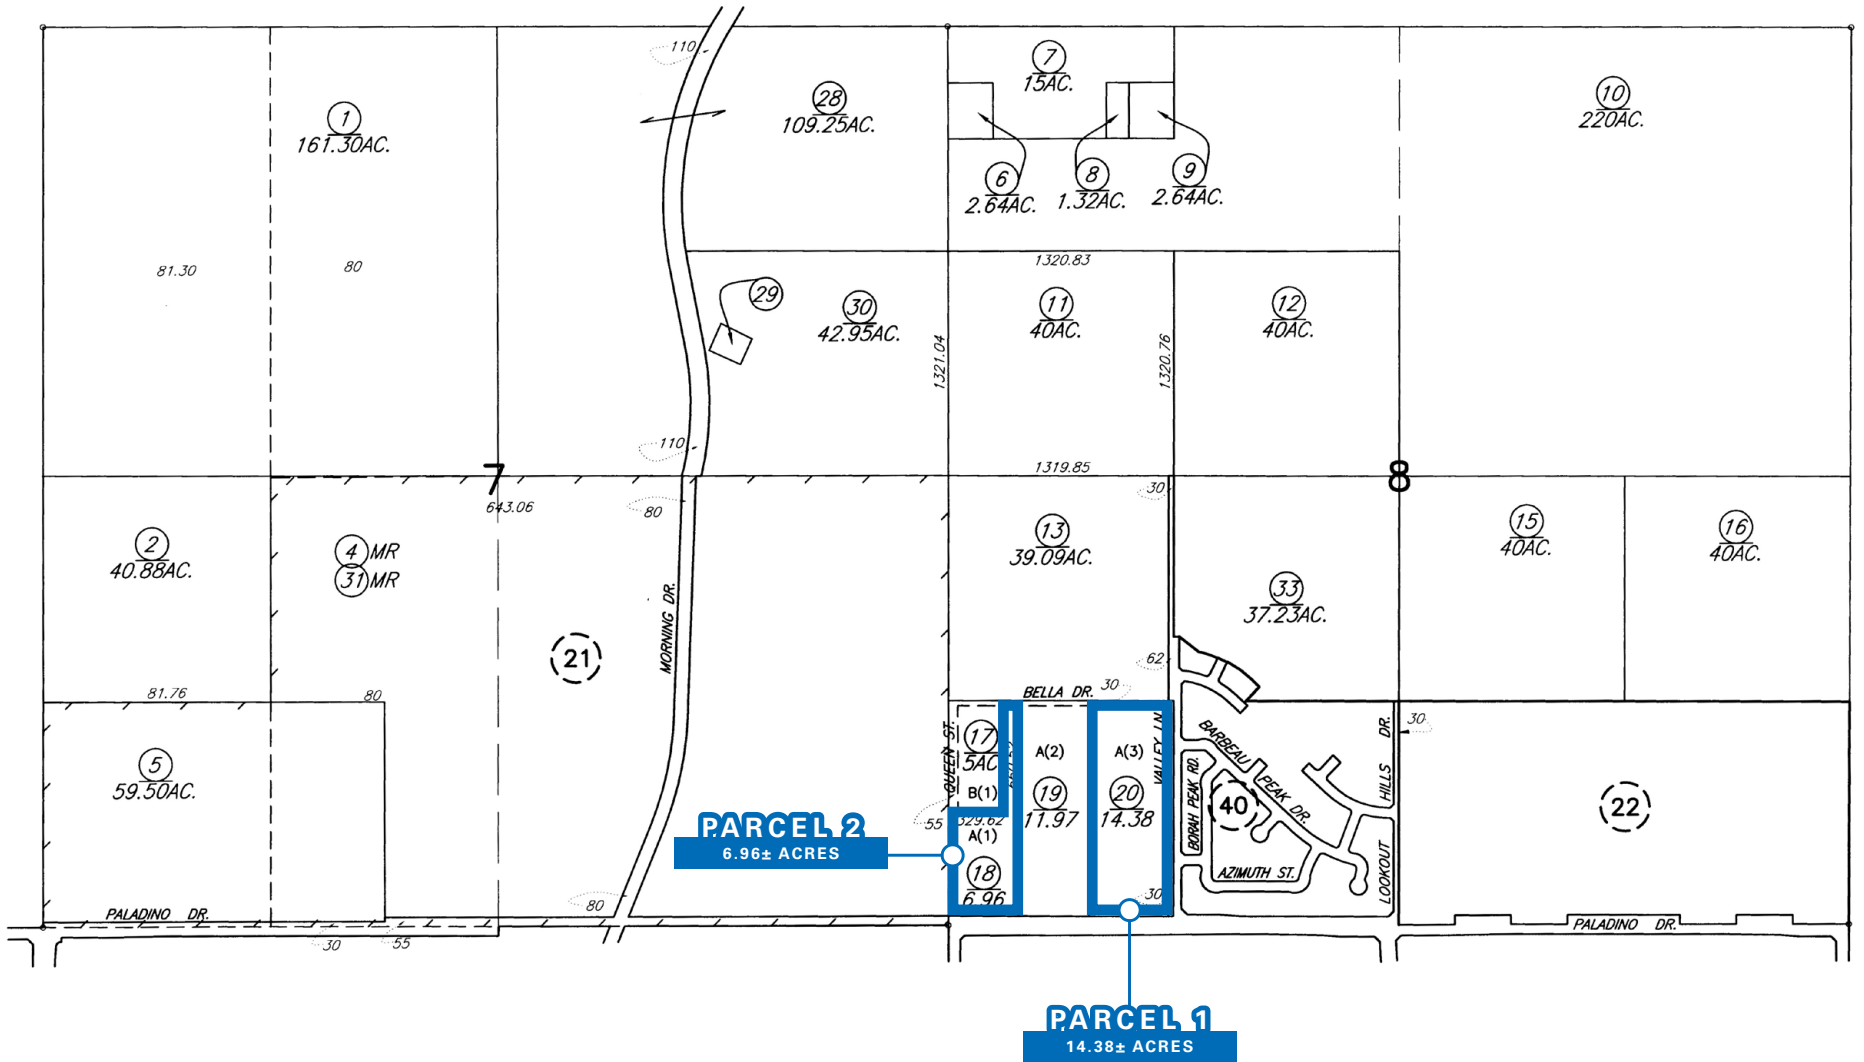 110
7
15AC.
28
109.25AC.
10
220AC.
1
161.30AC.
6
2.64AC.
8
1.32AC.
9
2.64AC.
81.30
80
1320.83
29
30
42.95AC.
11
40AC.
12
40AC.
1321.04
1320.76
110
1319.85
7
8
643.06
80
30
2
40.88AC.
4 MR
31 MR
13
39.09AC.
15
40AC.
16
40AC.
33
37.23AC.
MORNING DR.
21
62
81.76
80
BELLA DR.
30
QUEEN ST.
17
5AC
B(1)
A(2)
19
11.97
A(3)
20
14.38
VALLEY LN
BARBEAU PEAK DR.
BORAH PEAK RD.
40
HILLS DR.
LOOKOUT
30
5
59.50AC.
22
55
329.62
A(1)
18
6.96
PARCEL 2
6.96± ACRES
AZIMUTH ST.
30
80
PALADINO DR.
30
55
PALADINO DR.
PARCEL 1
14.38± ACRES